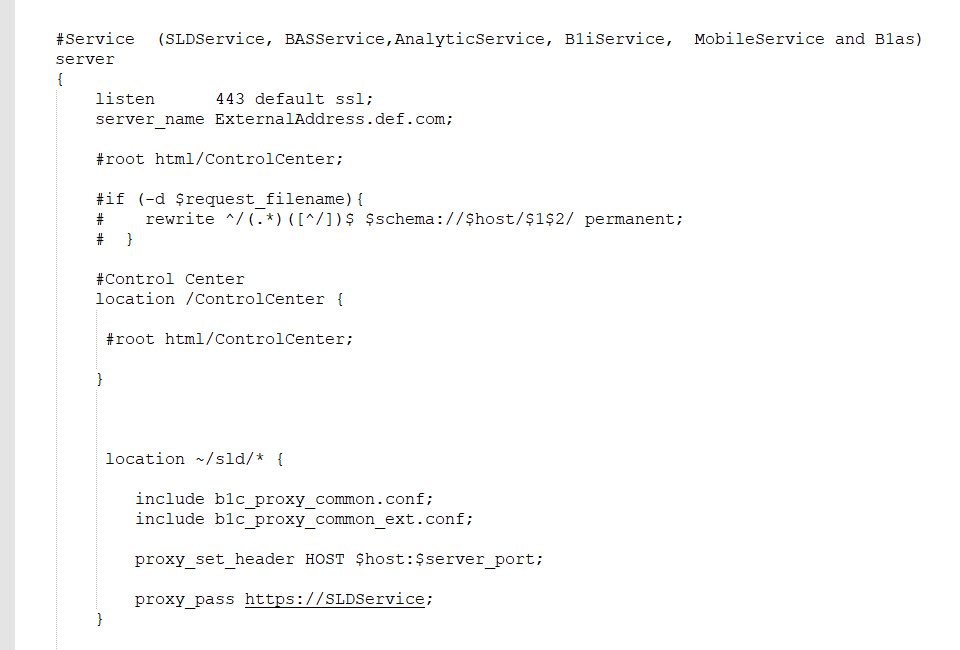 #Service  (SLDService, BASService,AnalyticService, B1iService,  MobileService and B1as)
server
{
    listen      443 default ssl;
    server_name ExternalAddress.def.com;
    #root html/ControlCenter;
    #if (-d $request_filename){
    #    rewrite ^/(.*)([^/])$ $schema://$host/$1$2/ permanent;
    #  }
    #Control Center
    location /ControlCenter {
     #root html/ControlCenter;
    }
     location ~/sld/* {
        include b1c_proxy_common.conf;
        include b1c_proxy_common_ext.conf;
        proxy_set_header HOST $host:$server_port;
        proxy_pass https://SLDService;
    }